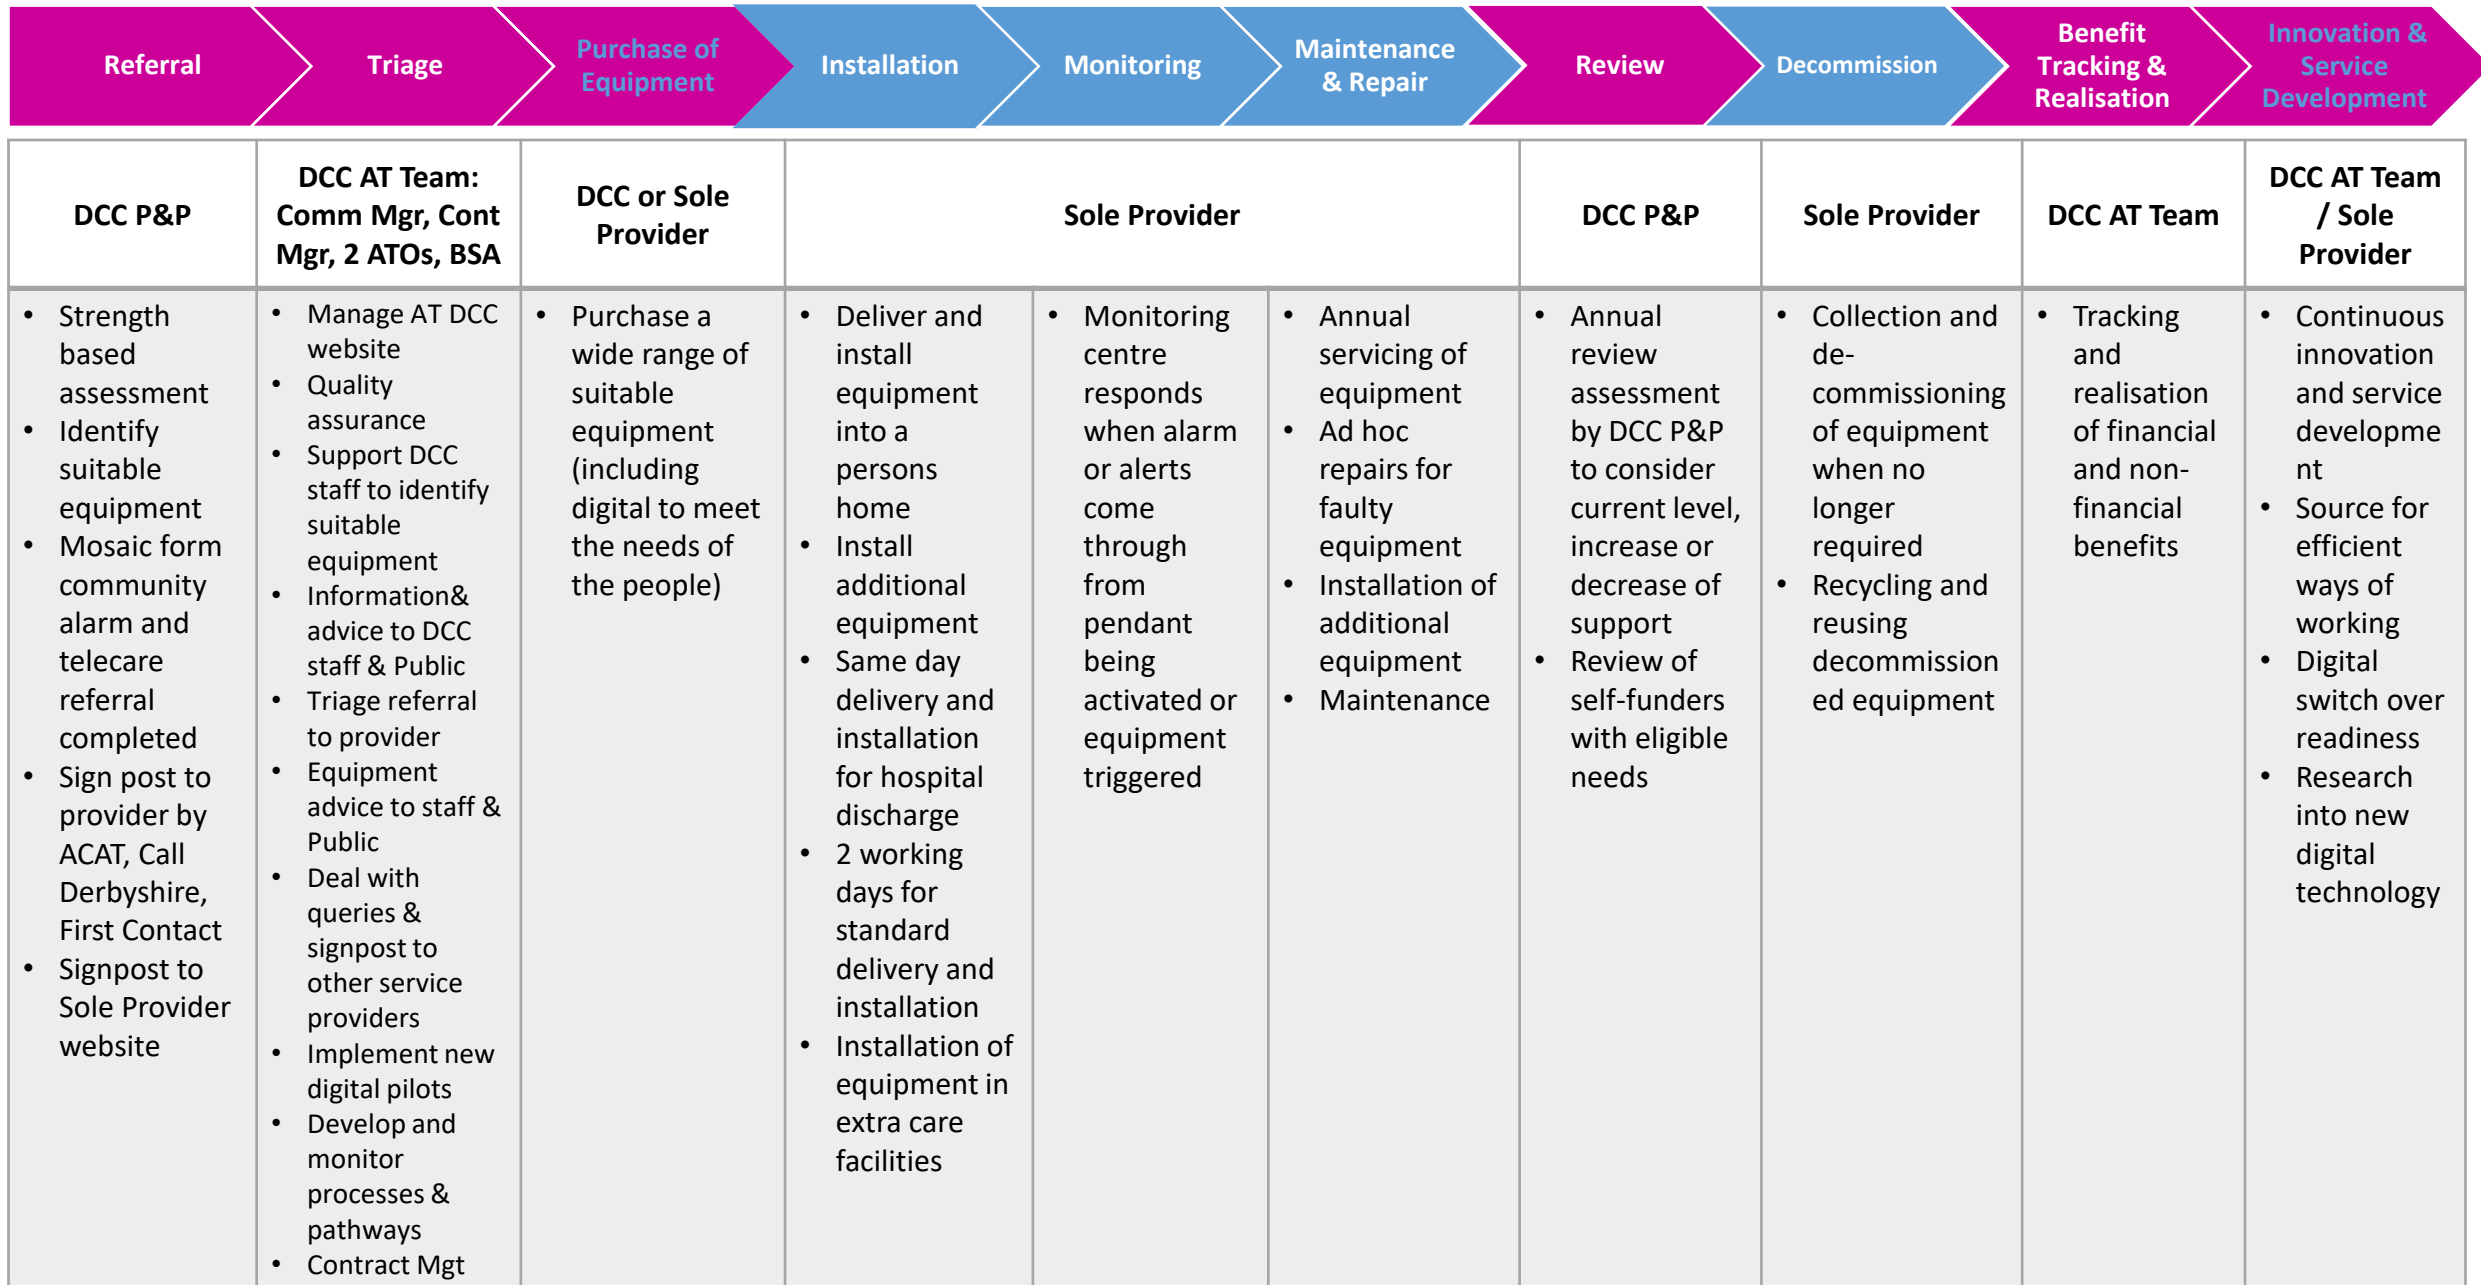 Referral
Triage
Purchase of
Equipment
Installation
Monitoring
Maintenance
& Repair
Review
Decommission
Benefit
Tracking &
Realisation
Innovation &
Service
Development
DCC P&P
DCC AT Team:
Comm Mgr, Cont
Mgr, 2 ATOs, BSA
DCC or Sole
Provider
Sole Provider
DCC P&P
Sole Provider
DCC AT Team
DCC AT Team
/ Sole
Provider
• Strength
based
assessment
• Identify
suitable
equipment
• Mosaic form
community
alarm and
telecare
referral
completed
• Sign post to
provider by
ACAT, Call
Derbyshire,
First Contact
• Signpost to
Sole Provider
website
• Manage AT DCC
website
• Quality
assurance
• Support DCC
staff to identify
suitable
equipment
• Information&
advice to DCC
staff & Public
• Triage referral
to provider
• Equipment
advice to staff &
Public
• Deal with
queries &
signpost to
other service
providers
• Implement new
digital pilots
• Develop and
monitor
processes &
pathways
• Contract Mgt
• Purchase a
wide range of
suitable
equipment
(including
digital to meet
the needs of
the people)
• Deliver and
install
equipment
into a
persons
home
• Install
additional
equipment
• Same day
delivery and
installation
for hospital
discharge
• 2 working
days for
standard
delivery and
installation
• Installation of
equipment in
extra care
facilities
• Monitoring
centre
responds
when alarm
or alerts
come
through
from
pendant
being
activated or
equipment
triggered
• Annual
servicing of
equipment
• Ad hoc
repairs for
faulty
equipment
• Installation of
additional
equipment
• Maintenance
• Annual
review
assessment
by DCC P&P
to consider
current level,
increase or
decrease of
support
• Review of
self-funders
with eligible
needs
• Collection and
de-
commissioning
of equipment
when no
longer
required
• Recycling and
reusing
decommission
ed equipment
• Tracking
and
realisation
of financial
and non-
financial
benefits
• Continuous
innovation
and service
developme
nt
• Source for
efficient
ways of
working
• Digital
switch over
readiness
• Research
into new
digital
technology